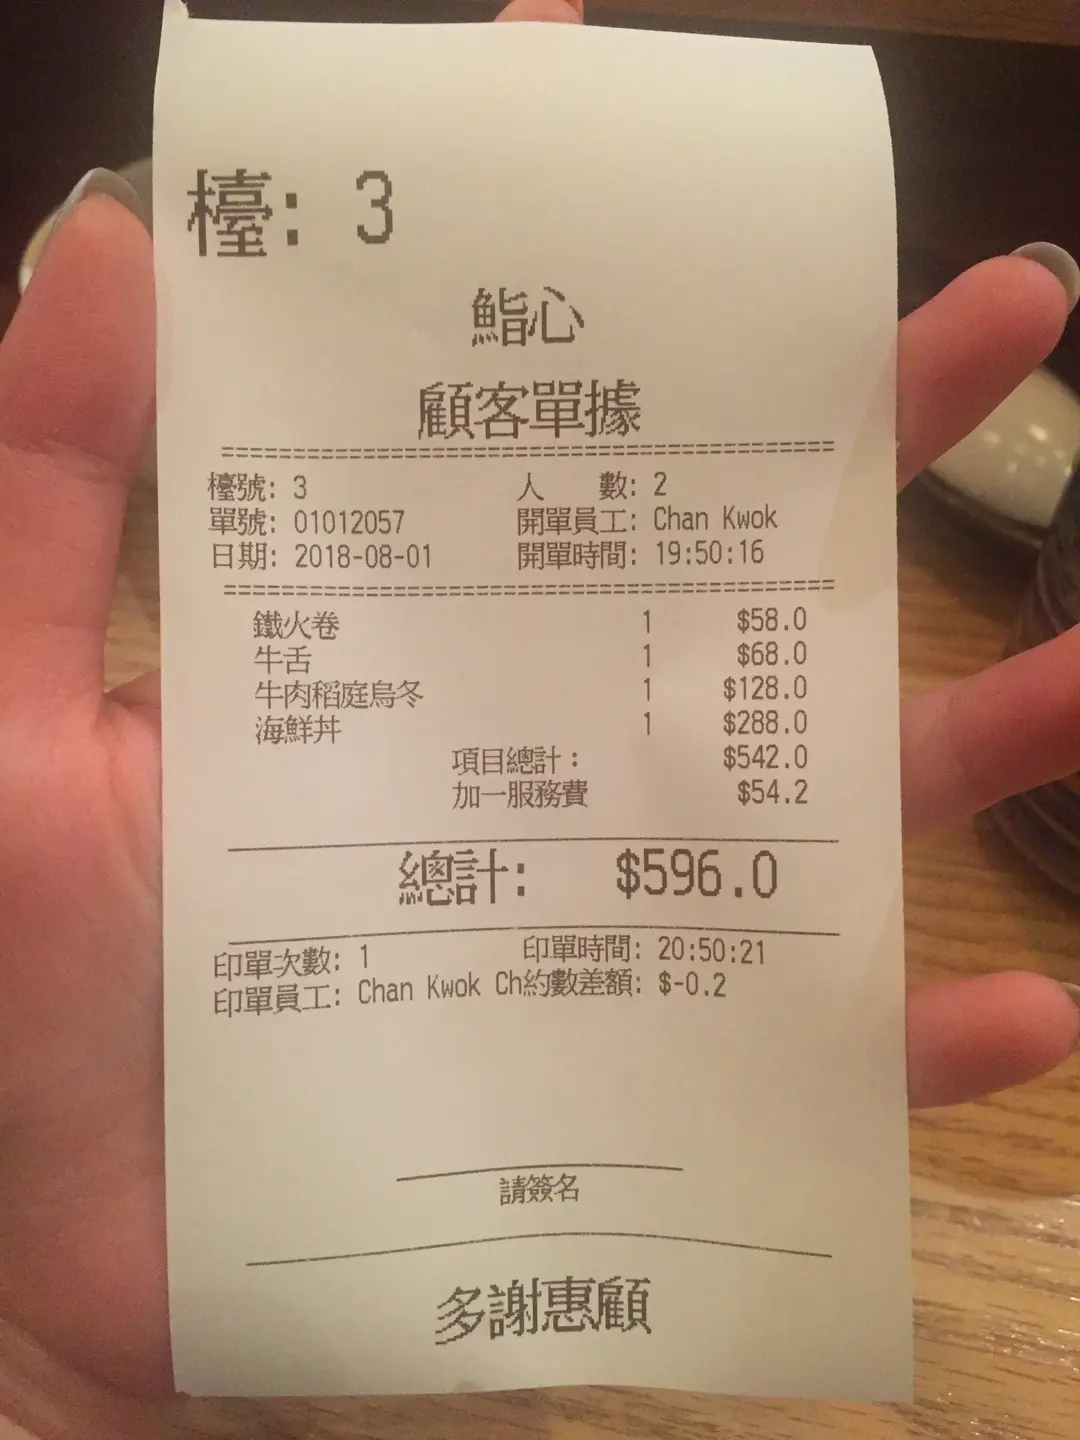 檯: 3
鮨心
顧客單據
檯號: 3 人 數: 2
單號: 01012057 開單員工: Chan Kwok
日期: 2018-08-01 開單時間: 19:50:16
鐵火卷 1 $58.0
牛舌 1 $68.0
牛肉稻庭烏冬 1 $128.0
海鮮丼 1 $288.0
項目總計: $542.0
加一服務費 $54.2
總計: $596.0
印單次數: 1 印單時間: 20:50:21
印單員工: Chan Kwok Ch約數差額: $-0.2
請簽名
多謝惠顧